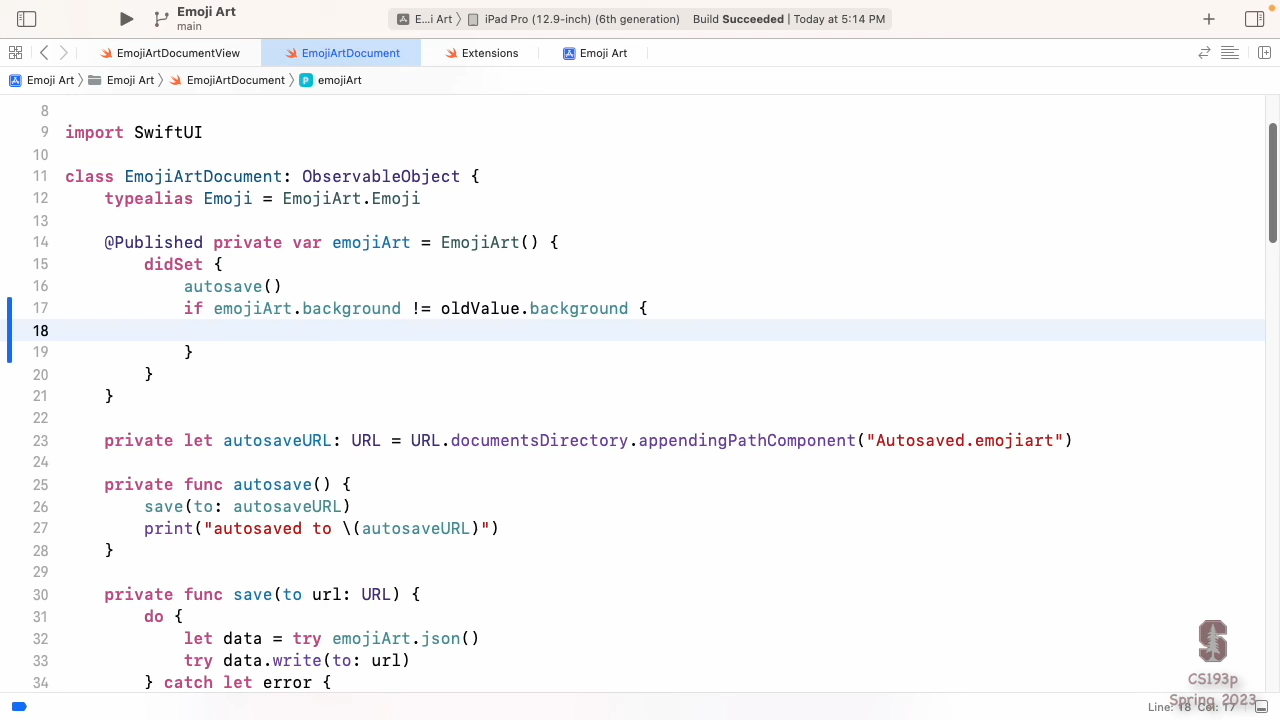 Emoji Art
main
E...i Art 〉 iPad Pro (12.9-inch) (6th generation) Build Succeeded | Today at 5:14 PM
EmojiArtDocumentView EmojiArtDocument Extensions Emoji Art
Emoji Art 〉 Emoji Art 〉 EmojiArtDocument 〉 P emojiArt
8
9 import SwiftUI
10
11 class EmojiArtDocument: ObservableObject {
12 typealias Emoji = EmojiArt.Emoji
13
14 @Published private var emojiArt = EmojiArt() {
15 didSet {
16 autosave()
17 if emojiArt.background != oldValue.background {
18
19 }
20 }
21 }
22
23 private let autosaveURL: URL = URL.documentsDirectory.appendingPathComponent("Autosaved.emojiart")
24
25 private func autosave() {
26 save(to: autosaveURL)
27 print("autosaved to \(autosaveURL)")
28 }
29
30 private func save(to url: URL) {
31 do {
32 let data = try emojiArt.json()
33 try data.write(to: url)
34 } catch let error {
S
CS193p
Spring 2023
Line: 18 Col: 17